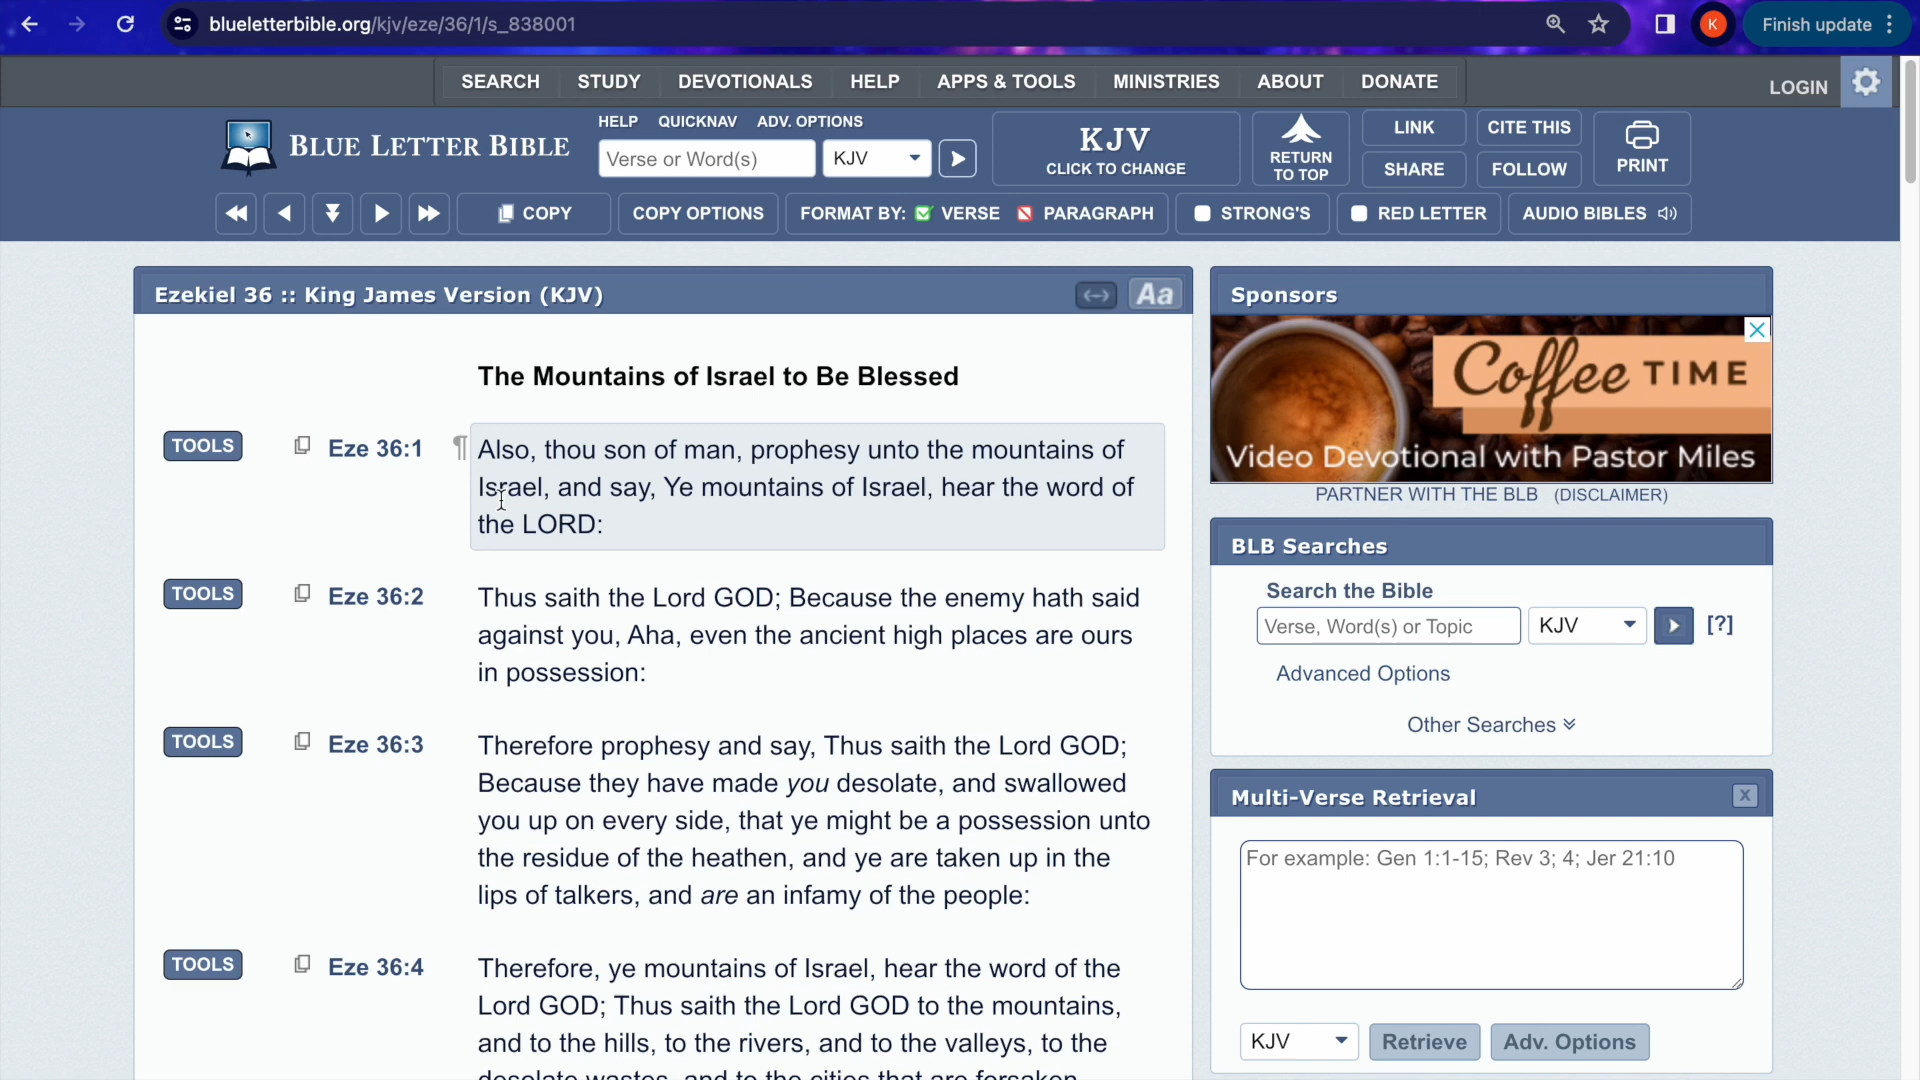 blueletterbible.org/kjv/eze/36/1/s_838001
K
Finish update
SEARCH STUDY DEVOTIONALS HELP APPS & TOOLS MINISTRIES ABOUT DONATE
LOGIN
BLUE LETTER BIBLE
HELP QUICKNAV ADV. OPTIONS
Verse or Word(s)
KJV
KJV
CLICK TO CHANGE
RETURN
TO TOP
LINK
CITE THIS
SHARE
FOLLOW
PRINT
COPY
COPY OPTIONS
FORMAT BY: VERSE PARAGRAPH
STRONG'S
RED LETTER
AUDIO BIBLES
Ezekiel 36 :: King James Version (KJV)
Aa
The Mountains of Israel to Be Blessed
TOOLS
Eze 36:1
¶ Also, thou son of man, prophesy unto the mountains of
Israel, and say, Ye mountains of Israel, hear the word of
the LORD:
TOOLS
Eze 36:2
Thus saith the Lord GOD; Because the enemy hath said
against you, Aha, even the ancient high places are ours
in possession:
TOOLS
Eze 36:3
Therefore prophesy and say, Thus saith the Lord GOD;
Because they have made you desolate, and swallowed
you up on every side, that ye might be a possession unto
the residue of the heathen, and ye are taken up in the
lips of talkers, and are an infamy of the people:
TOOLS
Eze 36:4
Therefore, ye mountains of Israel, hear the word of the
Lord GOD; Thus saith the Lord GOD to the mountains,
and to the hills, to the rivers, and to the valleys, to the
desolate wastes, and to the cities that are forsaken
Sponsors
Coffee TIME
Video Devotional with Pastor Miles
PARTNER WITH THE BLB (DISCLAIMER)
BLB Searches
Search the Bible
Verse, Word(s) or Topic
KJV
[?]
Advanced Options
Other Searches
Multi-Verse Retrieval
X
For example: Gen 1:1-15; Rev 3; 4; Jer 21:10
KJV
Retrieve
Adv. Options